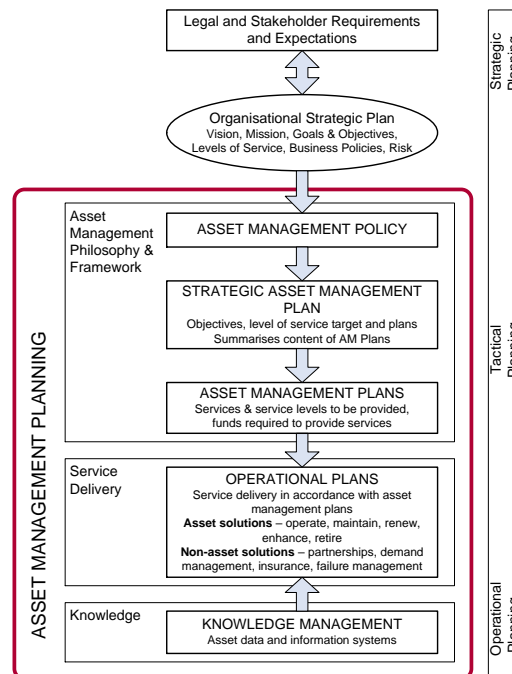 Legal and Stakeholder Requirements
and Expectations
Strategic
Planning
Organisational Strategic Plan
Vision, Mission, Goals & Objectives,
Levels of Service, Business Policies, Risk
ASSET MANAGEMENT PLANNING
Asset
Management
Philosophy &
Framework
ASSET MANAGEMENT POLICY
STRATEGIC ASSET MANAGEMENT
PLAN
Objectives, level of service target and plans
Summarises content of AM Plans
Tactical
Planning
ASSET MANAGEMENT PLANS
Services & service levels to be provided,
funds required to provide services
Service
Delivery
OPERATIONAL PLANS
Service delivery in accordance with asset
management plans
Asset solutions – operate, maintain, renew,
enhance, retire
Non-asset solutions – partnerships, demand
management, insurance, failure management
Knowledge
KNOWLEDGE MANAGEMENT
Asset data and information systems
Operational
Planning